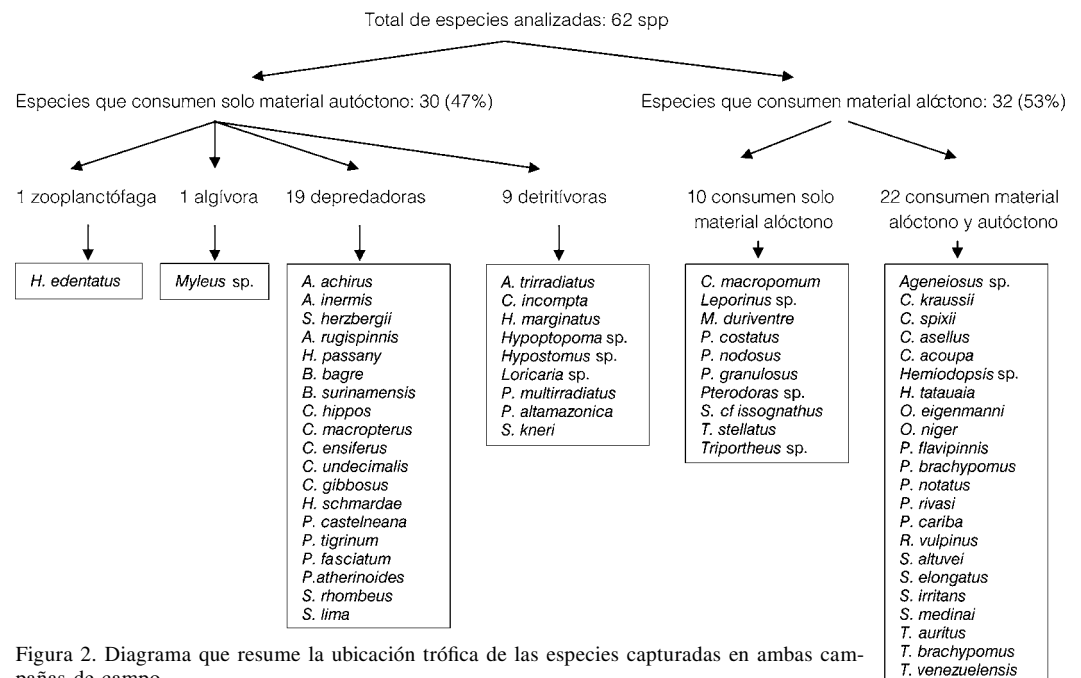 Total de especies analizadas: 62 spp
Especies que consumen solo material autóctono: 30 (47%)
Especies que consumen material alóctono: 32 (53%)
1 zooplanctófaga
1 algívora
19 depredadoras
9 detritívoras
10 consumen solo
material alóctono
22 consumen material
alóctono y autóctono
H. edentatus
Myleus sp.
A. achirus
A. inermis
S. herzbergii
A. rugispinnis
H. passany
B. bagre
B. surinamensis
C. hippos
C. macropterus
C. ensiferus
C. undecimalis
C. gibbosus
H. schmardae
P. castelneana
P. tigrinum
P. fasciatum
P.atherinoides
S. rhombeus
S. lima
A. trirradiatus
C. incompta
H. marginatus
Hypoptopoma sp.
Hypostomus sp.
Loricaria sp.
P. multirradiatus
P. altamazonica
S. kneri
C. macropomum
Leporinus sp.
M. duriventre
P. costatus
P. nodosus
P. granulosus
Pterodoras sp.
S. cf issognathus
T. stellatus
Triportheus sp.
Ageneiosus sp.
C. kraussii
C. spixii
C. asellus
C. acoupa
Hemiodopsis sp.
H. tatauaia
O. eigenmanni
O. niger
P. flavipinnis
P. brachypomus
P. notatus
P. rivasi
P. cariba
R. vulpinus
S. altuvei
S. elongatus
S. irritans
S. medinai
T. auritus
T. brachypomus
T. venezuelensis
Figura 2. Diagrama que resume la ubicación trófica de las especies capturadas en ambas cam-
pañas de campo